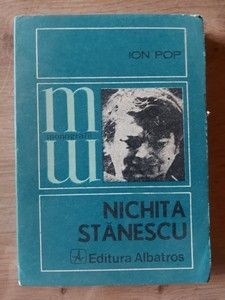 ION POP
m
monografii
m
NICHITA
STĂNESCU
Editura Albatros